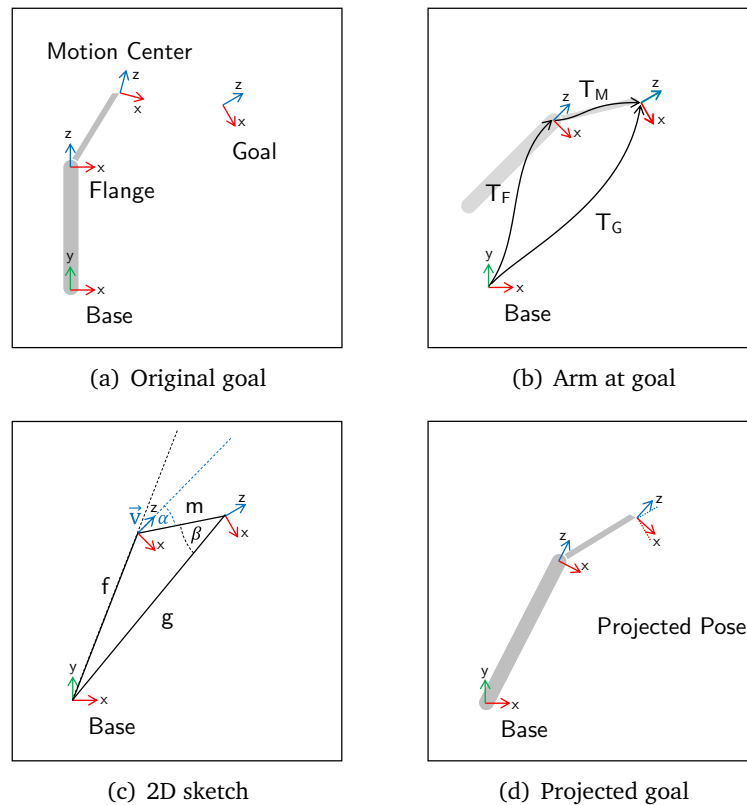 Motion Center
z
x
z
x
Goal
z
x
Flange
y
x
Base
(a) Original goal
T_M
z
x
z
x
T_F
T_G
y
x
Base
(b) Arm at goal
v⃗
z
α
m
z
β
x
x
f
g
y
x
Base
(c) 2D sketch
z
x
z
x
Projected Pose
y
x
Base
(d) Projected goal